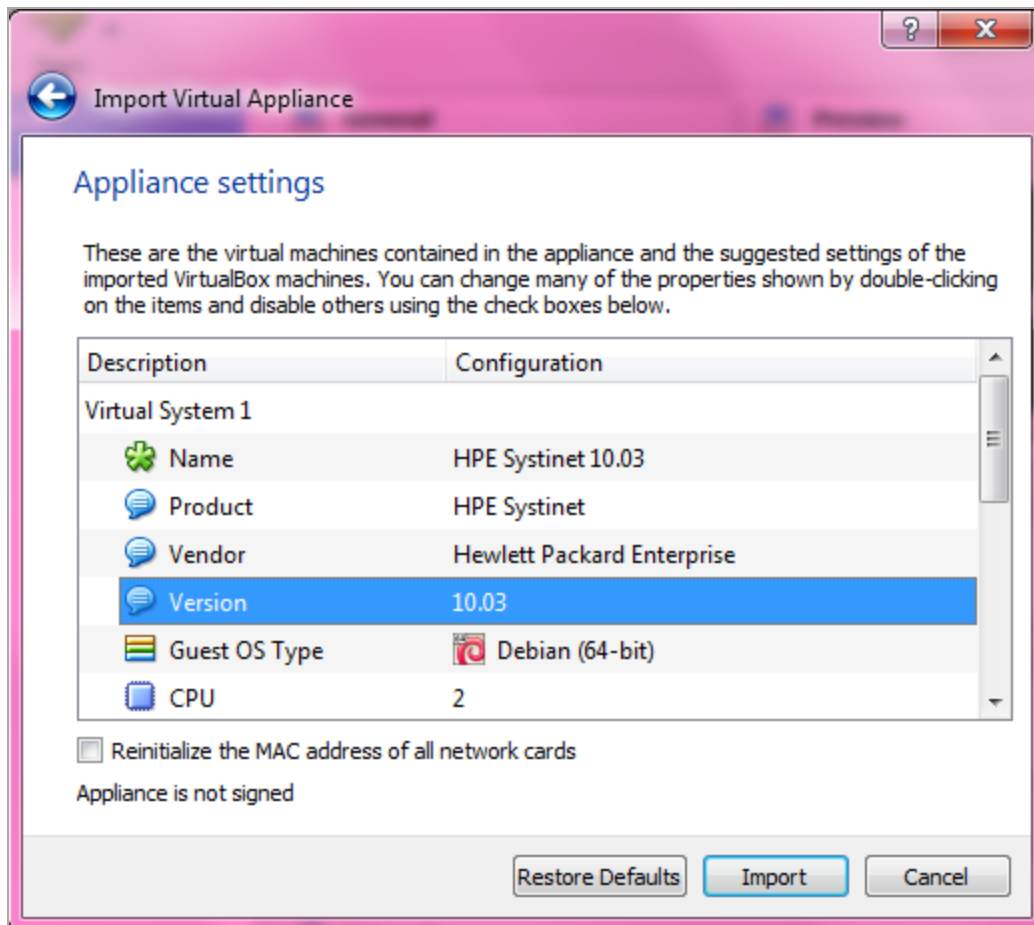 Import Virtual Appliance
Appliance settings
These are the virtual machines contained in the appliance and the suggested settings of the
imported VirtualBox machines. You can change many of the properties shown by double-clicking
on the items and disable others using the check boxes below.
Description Configuration
Virtual System 1
Name HPE Systinet 10.03
Product HPE Systinet
Vendor Hewlett Packard Enterprise
Version 10.03
Guest OS Type Debian (64-bit)
CPU 2
Reinitialize the MAC address of all network cards
Appliance is not signed
Restore Defaults Import Cancel